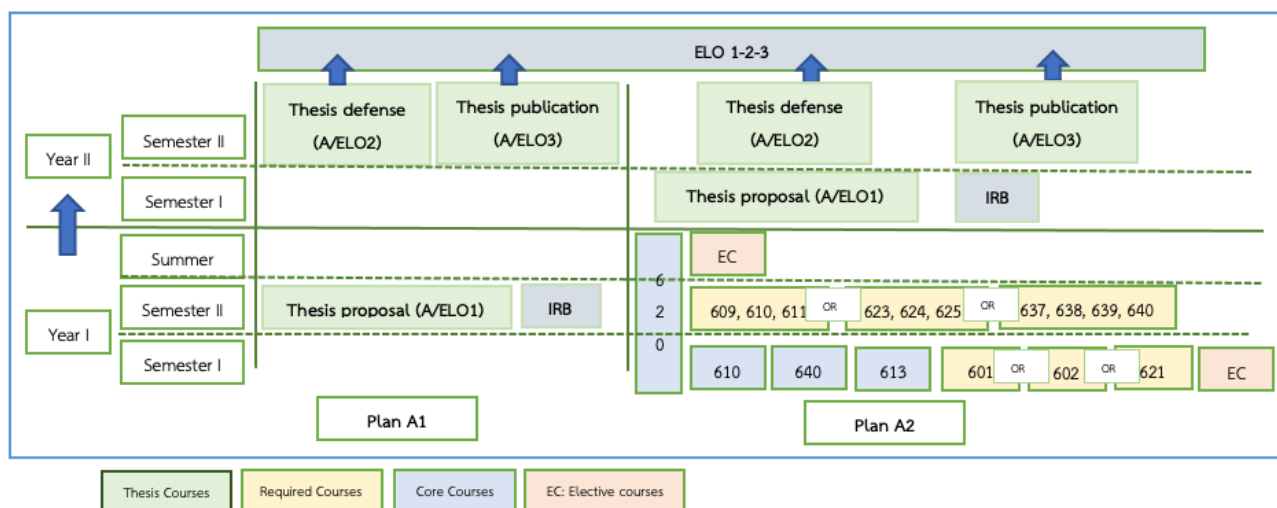 ELO 1-2-3
Thesis defense
(A/ELO2)
Thesis publication
(A/ELO3)
Thesis defense
(A/ELO2)
Thesis publication
(A/ELO3)
Year II
Semester II
Semester I
Thesis proposal (A/ELO1)
IRB
Summer
6
2
0
EC
Year I
Semester II
Thesis proposal (A/ELO1)
IRB
609, 610, 611
OR
623, 624, 625
OR
637, 638, 639, 640
Semester I
610
640
613
601
OR
602
OR
621
EC
Plan A1
Plan A2
Thesis Courses
Required Courses
Core Courses
EC: Elective courses